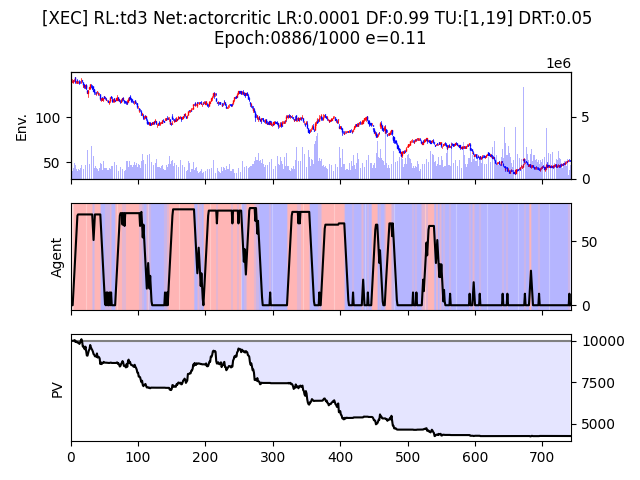 [XEC] RL:td3 Net:actorcritic LR:0.0001 DF:0.99 TU:[1,19] DRT:0.05
Epoch:0886/1000 e=0.11
1e6
Env.
100
50
5
0
Agent
50
0
PV
10000
7500
5000
0 100 200 300 400 500 600 700